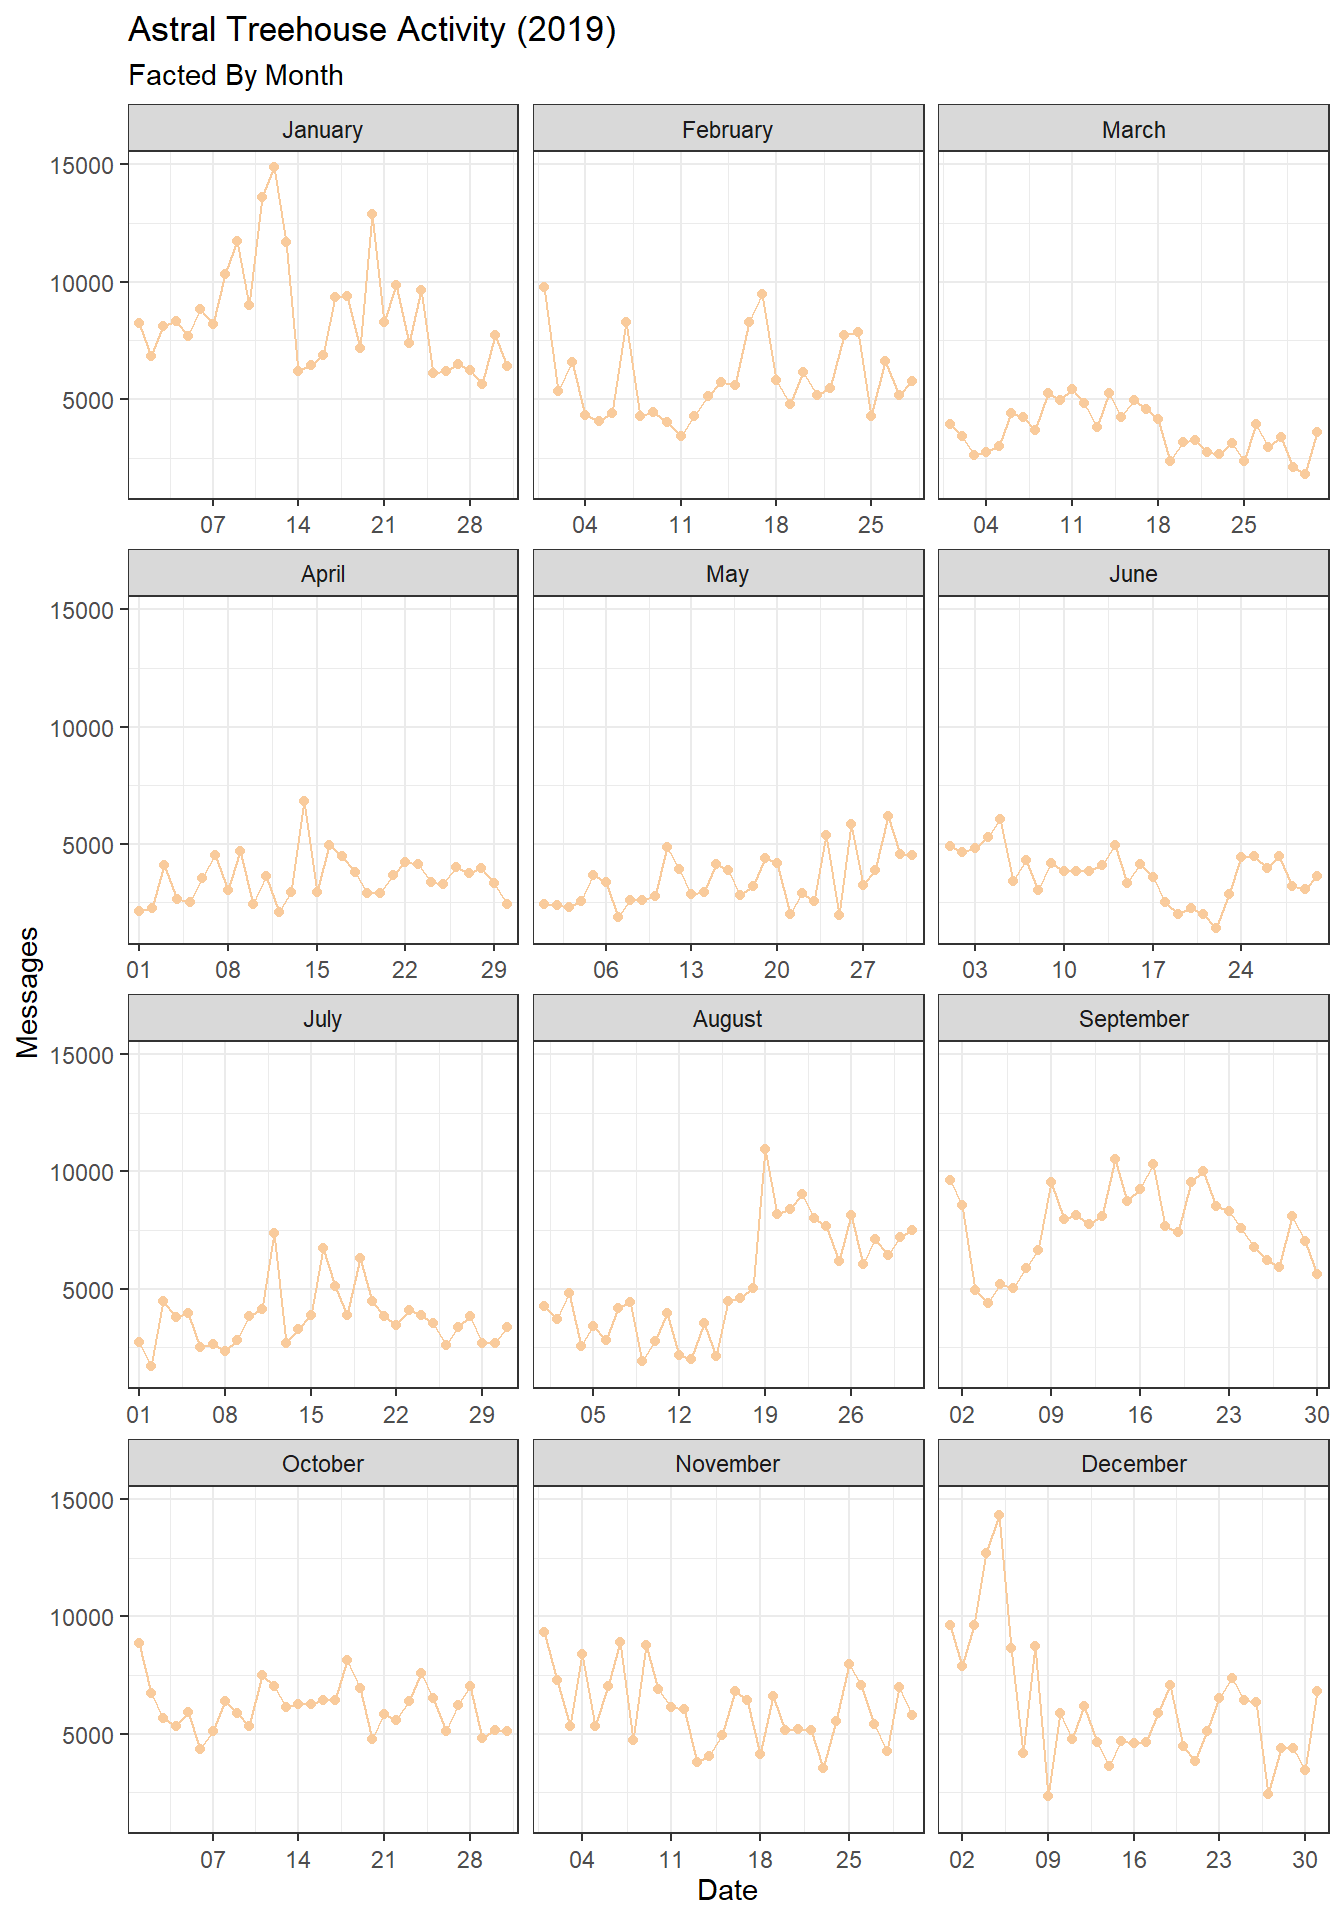 Astral Treehouse Activity (2019)
Facted By Month
January February March
15000
10000
5000
07 14 21 28 04 11 18 25 04 11 18 25
April May June
15000
10000
5000
01 08 15 22 29 06 13 20 27 03 10 17 24
Messages
July August September
15000
10000
5000
01 08 15 22 29 05 12 19 26 02 09 16 23 30
October November December
15000
10000
5000
07 14 21 28 04 11 18 25 02 09 16 23 30
Date